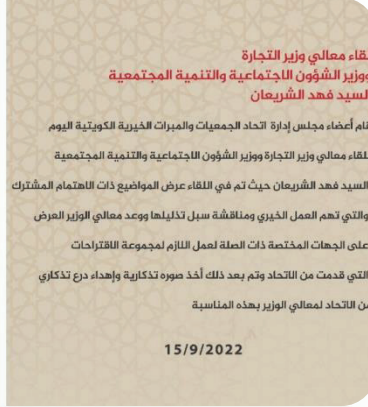 لقاء معالي وزير التجارة
ووزير الشؤون الاجتماعية والتنمية المجتمعية
السيد فهد الشريعان
قام أعضاء مجلس إدارة اتحاد الجمعيات والمبرات الخيرية الكويتية اليوم
بلقاء معالي وزير التجارة ووزير الشؤون الاجتماعية والتنمية المجتمعية
السيد فهد الشريعان حيث تم في اللقاء عرض المواضيع ذات الاهتمام المشترك
والتي تهم العمل الخيري ومناقشة سبل تذليلها ووعد معالي الوزير العرض
على الجهات المختصة ذات الصلة لعمل اللازم لمجموعة الاقتراحات
التي قدمت من الاتحاد وتم بعد ذلك أخذ صوره تذكارية وإهداء درع تذكاري
من الاتحاد لمعالي الوزير بهذه المناسبة
15/9/2022